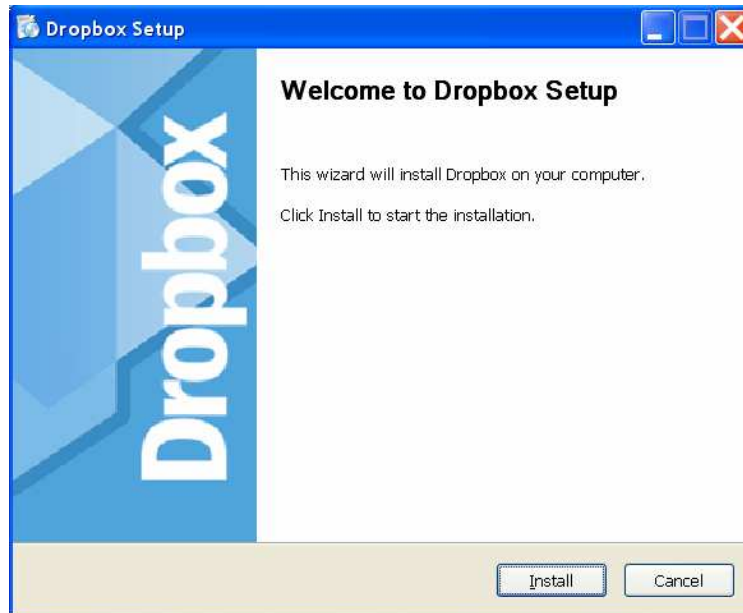 Dropbox Setup
Dropbox
Welcome to Dropbox Setup
This wizard will install Dropbox on your computer.
Click Install to start the installation.
Install
Cancel